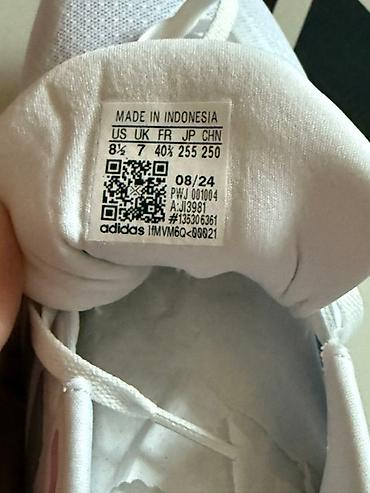 MADE IN INDONESIA
US UK FR JP CHN
8½ 7 40⅔ 255 250
08/24
PWJ 001004
A:JI3981
#135306361
adidas 1fMVM6Q<00021